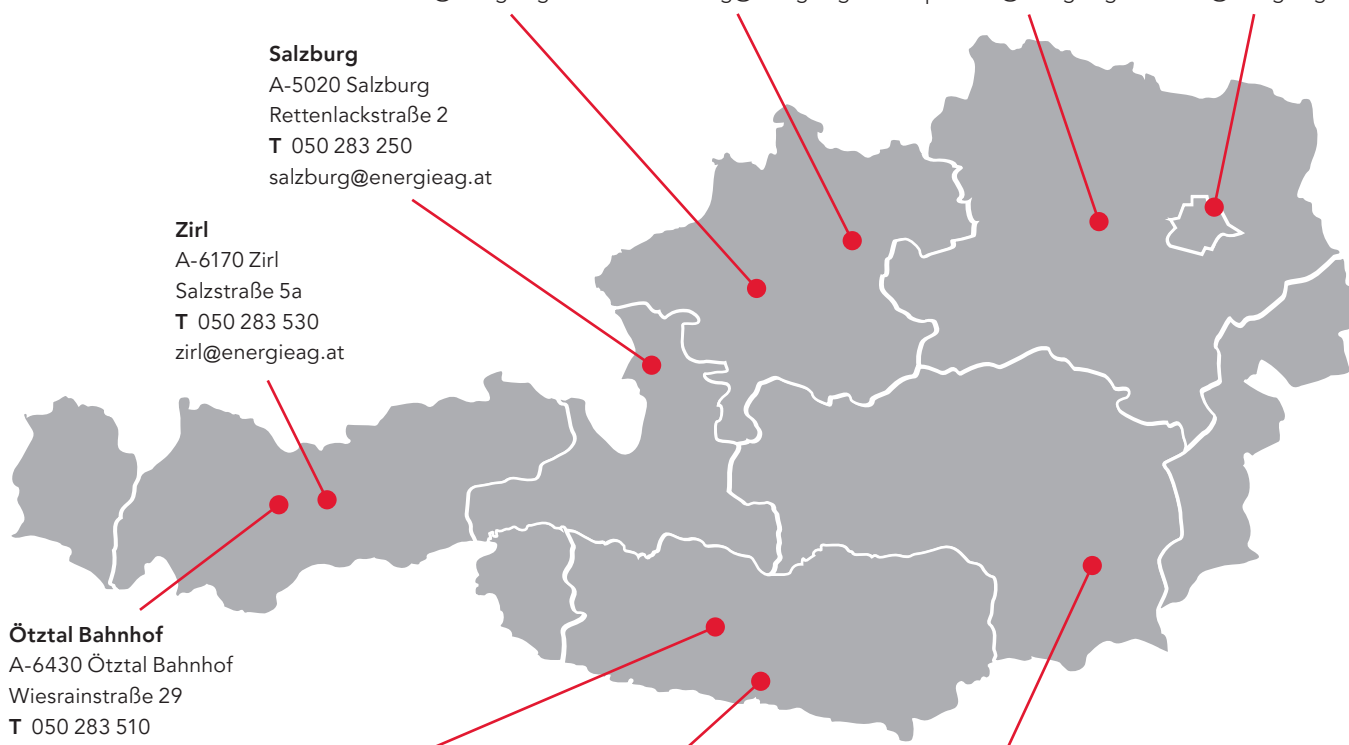 Salzburg
A-5020 Salzburg
Rettenlackstraße 2
T 050 283 250
salzburg@energieag.at
Zirl
A-6170 Zirl
Salzstraße 5a
T 050 283 530
zirl@energieag.at
Ötztal Bahnhof
A-6430 Ötztal Bahnhof
Wiesrainstraße 29
T 050 283 510